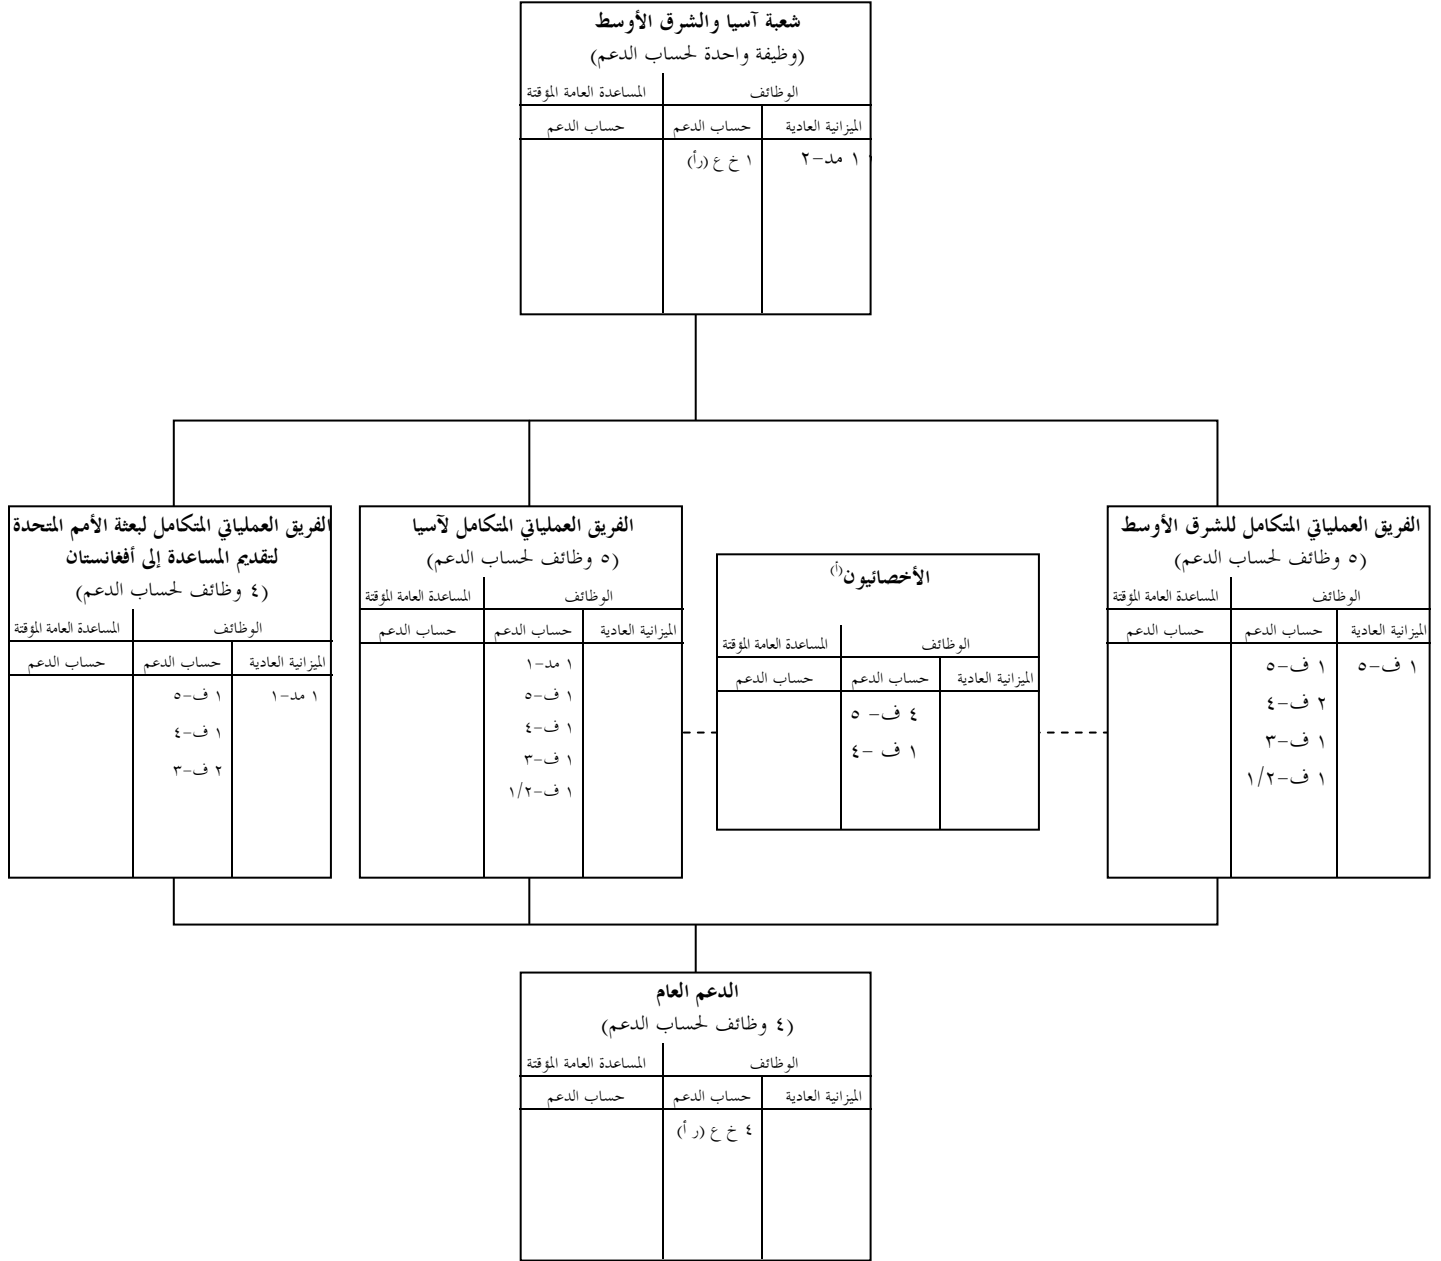 شعبة آسيا والشرق الأوسط
(وظيفة واحدة لحساب الدعم)
الوظائف المساعدة العامة المؤقتة
الميزانية العادية حساب الدعم حساب الدعم
١ مد-٢ ١ خ ع (رأ)
الفريق العملياتي المتكامل للشرق الأوسط
(٥ وظائف لحساب الدعم)
الوظائف المساعدة العامة المؤقتة
الميزانية العادية حساب الدعم حساب الدعم
١ ف-٥ ١ ف-٥
٢ ف-٤
١ ف-٣
١ ف-١/٢
الأخصائيون(أ)
الوظائف المساعدة العامة المؤقتة
الميزانية العادية حساب الدعم حساب الدعم
٤ ف- ٥
١ ف -٤
الفريق العملياتي المتكامل لآسيا
(٥ وظائف لحساب الدعم)
الوظائف المساعدة العامة المؤقتة
الميزانية العادية حساب الدعم حساب الدعم
١ مد-١
١ ف-٥
١ ف-٤
١ ف-٣
١ ف-١/٢
الفريق العملياتي المتكامل لبعثة الأمم المتحدة
لتقديم المساعدة إلى أفغانستان
(٤ وظائف لحساب الدعم)
الوظائف المساعدة العامة المؤقتة
الميزانية العادية حساب الدعم حساب الدعم
١ مد-١ ١ ف-٥
١ ف-٤
٢ ف-٣
الدعم العام
(٤ وظائف لحساب الدعم)
الوظائف المساعدة العامة المؤقتة
الميزانية العادية حساب الدعم حساب الدعم
٤ خ ع (ر أ)